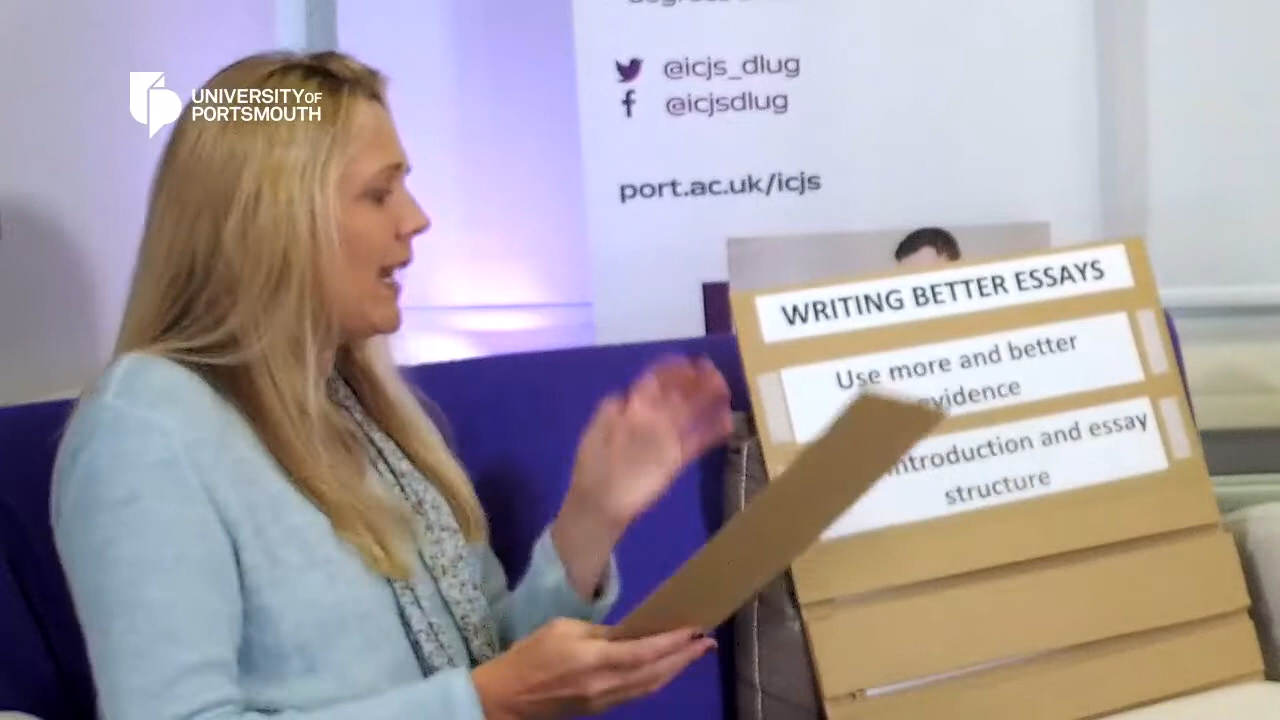 UNIVERSITY OF
PORTSMOUTH
@icjs_dlug
@icjsdlug
port.ac.uk/icjs
WRITING BETTER ESSAYS
Use more and better
evidence
introduction and essay
structure